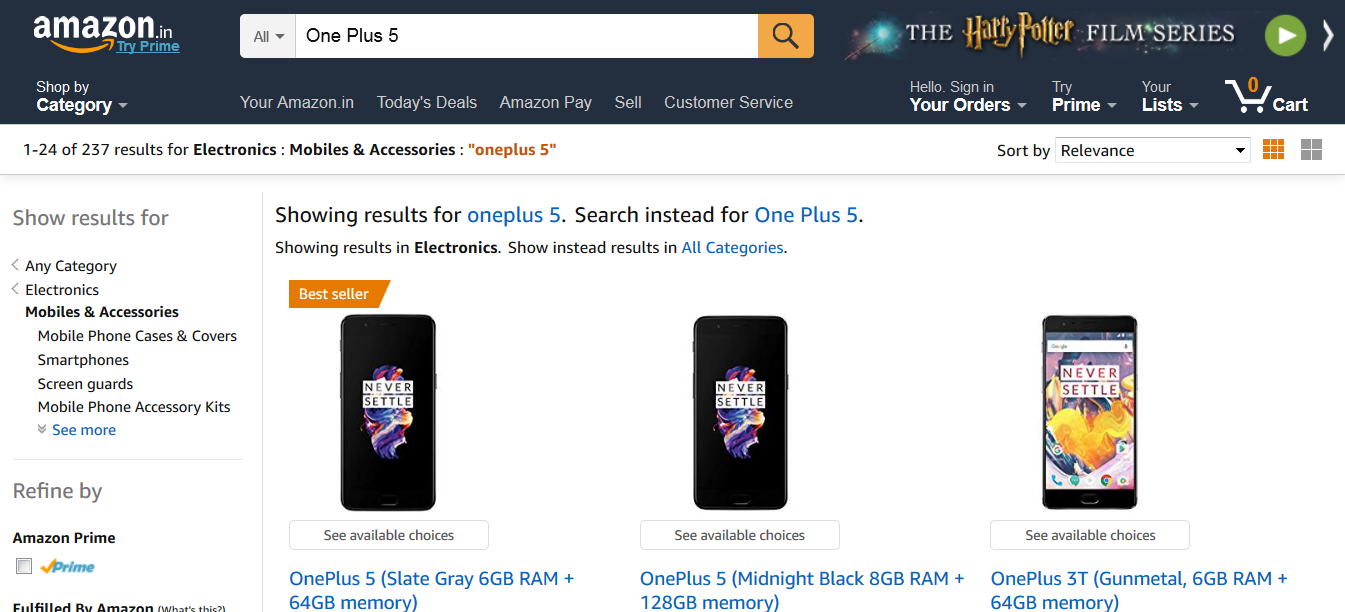 amazon.in
Try Prime
All
One Plus 5
THE Harry Potter FILM SERIES
Shop by
Category
Your Amazon.in
Today's Deals
Amazon Pay
Sell
Customer Service
Hello. Sign in
Your Orders
Try
Prime
Your
Lists
0
Cart
1-24 of 237 results for Electronics : Mobiles & Accessories : "oneplus 5"
Sort by Relevance
Show results for
Any Category
Electronics
Mobiles & Accessories
Mobile Phone Cases & Covers
Smartphones
Screen guards
Mobile Phone Accessory Kits
See more
Refine by
Amazon Prime
Prime
Fulfilled By Amazon (What's this?)
Showing results for oneplus 5. Search instead for One Plus 5.
Showing results in Electronics. Show instead results in All Categories.
Best seller
NEVER
SETTLE
See available choices
OnePlus 5 (Slate Gray 6GB RAM +
64GB memory)
NEVER
SETTLE
See available choices
OnePlus 5 (Midnight Black 8GB RAM +
128GB memory)
Google
NEVER
SETTLE
See available choices
OnePlus 3T (Gunmetal, 6GB RAM +
64GB memory)